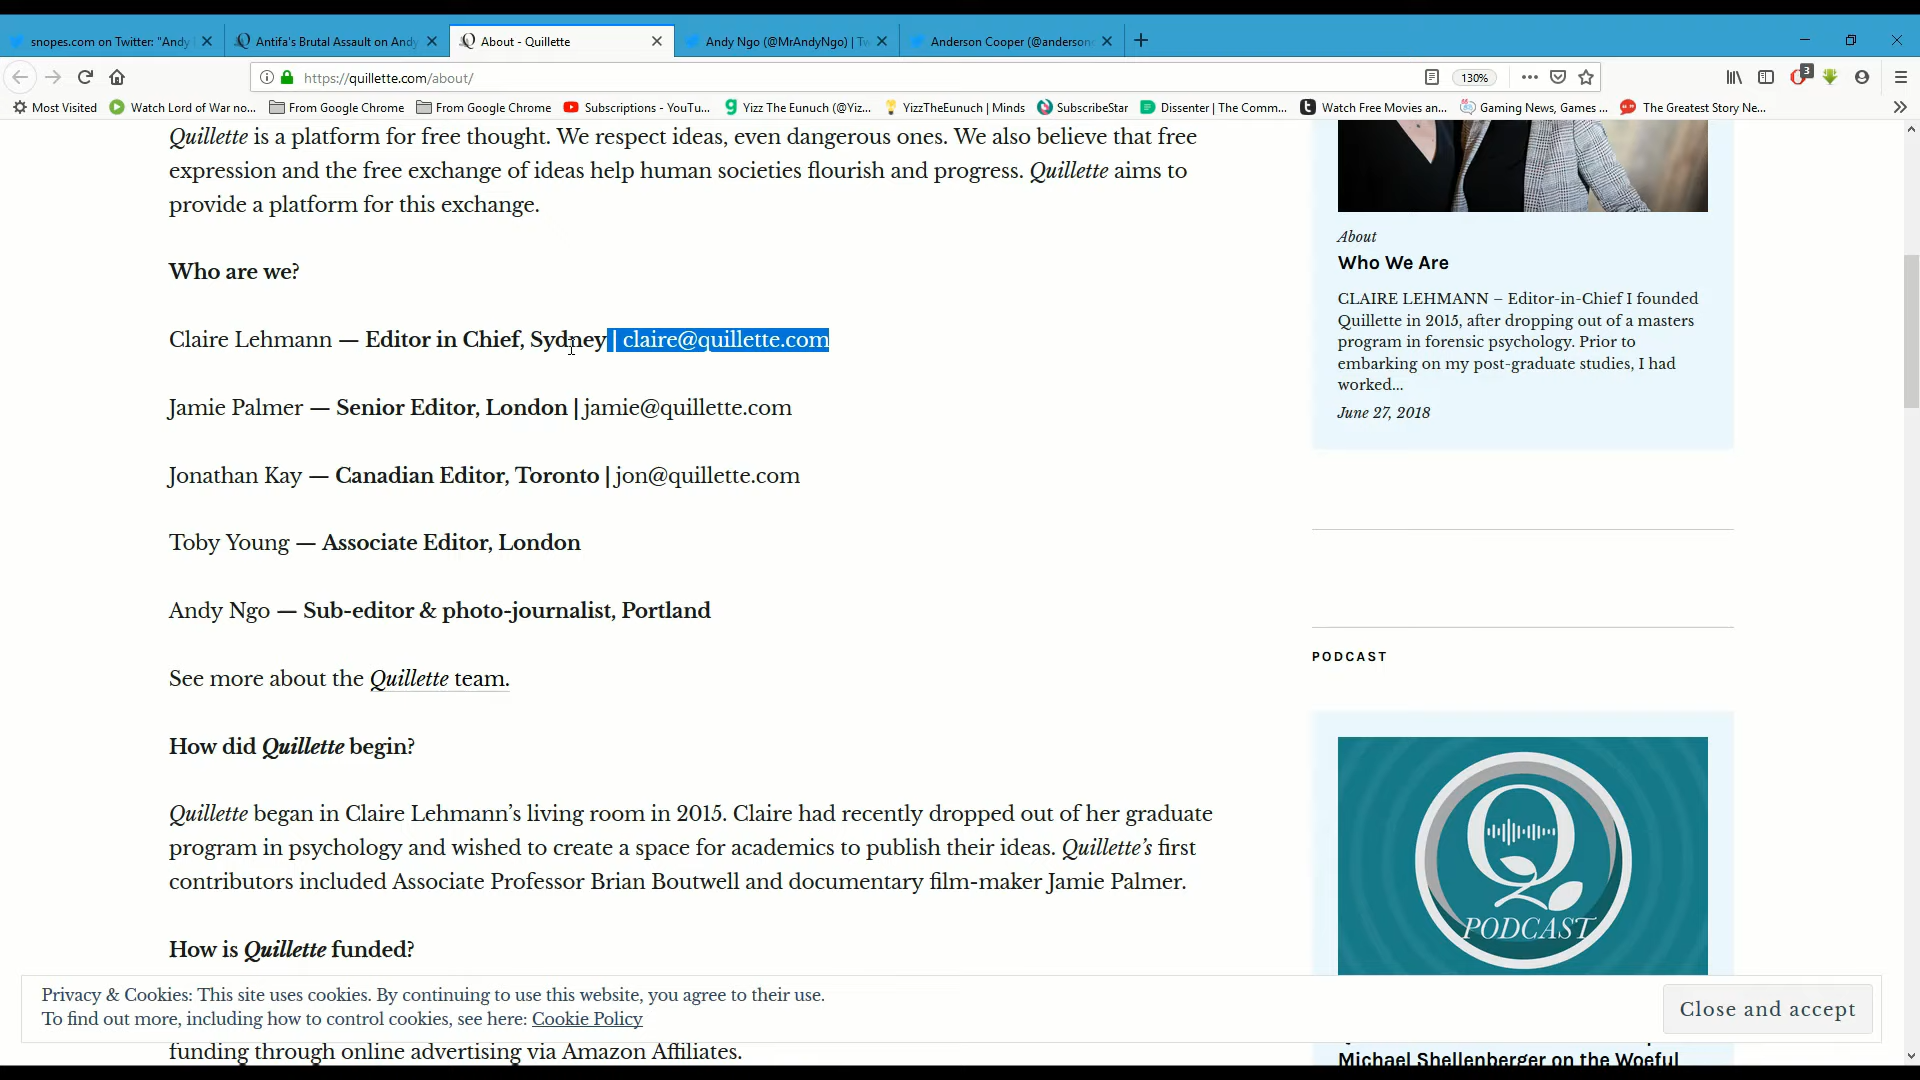 snopes.com on Twitter: "Andy
Antifa's Brutal Assault on Andy
About - Quillette
Andy Ngo (@MrAndyNgo) | Tw
Anderson Cooper (@anderson
https://quillette.com/about/
130%
3
Most Visited
Watch Lord of War no...
From Google Chrome
From Google Chrome
Subscriptions - YouTu...
Yizz The Eunuch (@Yiz...
YizzTheEunuch | Minds
SubscribeStar
Dissenter | The Comm...
Watch Free Movies an...
Gaming News, Games ...
The Greatest Story Ne...
Quillette is a platform for free thought. We respect ideas, even dangerous ones. We also believe that free
expression and the free exchange of ideas help human societies flourish and progress. Quillette aims to
provide a platform for this exchange.
Who are we?
Claire Lehmann — Editor in Chief, Sydney | claire@quillette.com
Jamie Palmer — Senior Editor, London | jamie@quillette.com
Jonathan Kay — Canadian Editor, Toronto | jon@quillette.com
Toby Young — Associate Editor, London
Andy Ngo — Sub-editor & photo-journalist, Portland
See more about the Quillette team.
How did Quillette begin?
Quillette began in Claire Lehmann’s living room in 2015. Claire had recently dropped out of her graduate
program in psychology and wished to create a space for academics to publish their ideas. Quillette’s first
contributors included Associate Professor Brian Boutwell and documentary film-maker Jamie Palmer.
How is Quillette funded?
funding through online advertising via Amazon Affiliates.
About
Who We Are
CLAIRE LEHMANN – Editor-in-Chief I founded
Quillette in 2015, after dropping out of a masters
program in forensic psychology. Prior to
embarking on my post-graduate studies, I had
worked...
June 27, 2018
PODCAST
Q
PODCAST
Michael Shellenberger on the Woeful
Privacy & Cookies: This site uses cookies. By continuing to use this website, you agree to their use.
To find out more, including how to control cookies, see here: Cookie Policy
Close and accept